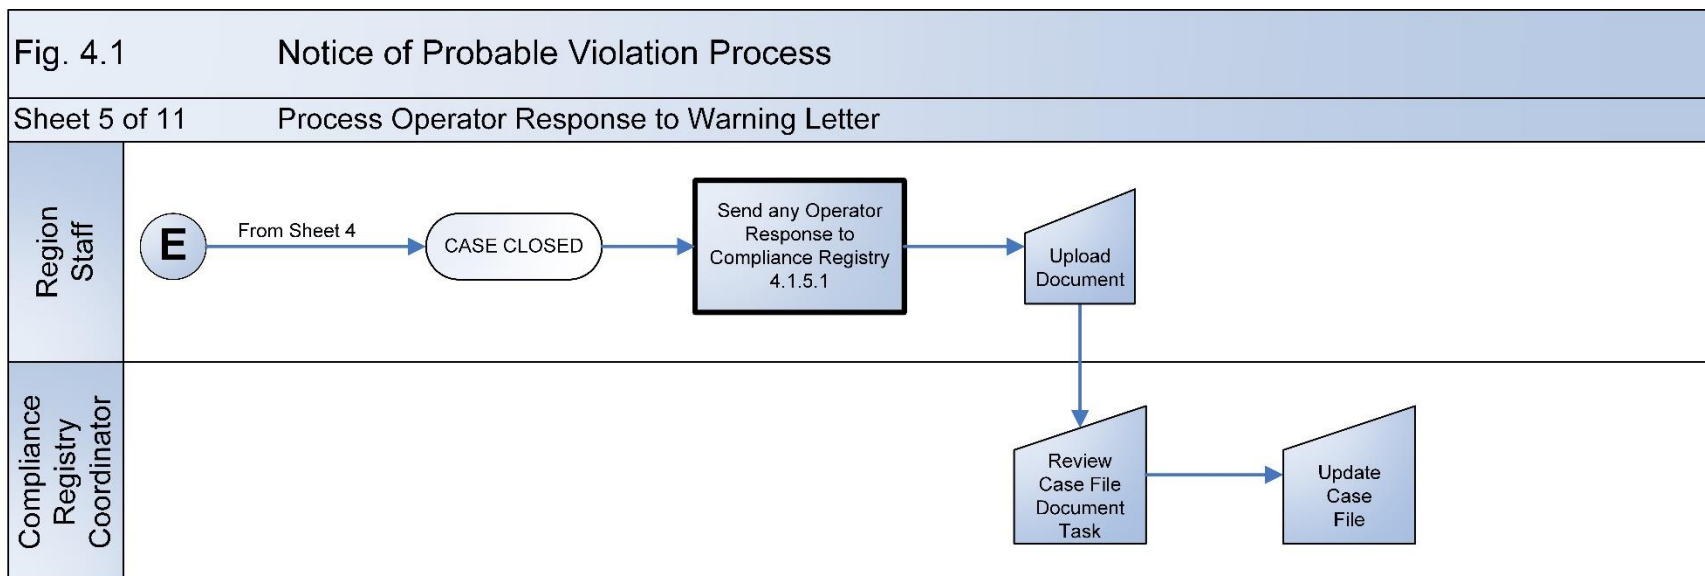 Fig. 4.1 Notice of Probable Violation Process
Sheet 5 of 11 Process Operator Response to Warning Letter
Region
Staff
E
From Sheet 4
CASE CLOSED
Send any Operator
Response to
Compliance Registry
4.1.5.1
Upload
Document
Compliance
Registry
Coordinator
Review
Case File
Document
Task
Update
Case
File